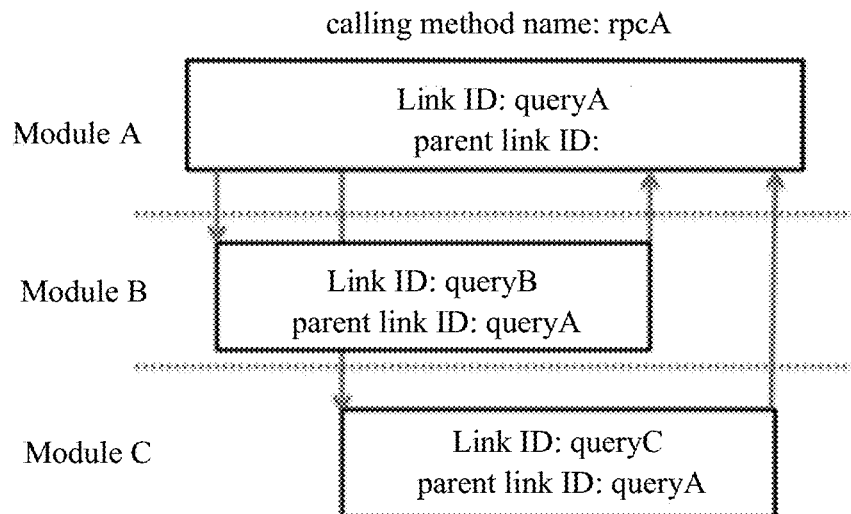 calling method name: rpcA
Link ID: queryA
Module A
parent link ID:
Link ID: queryB
Module B
parent link ID: queryA
Link ID: queryC
Module C
parent link ID: queryA